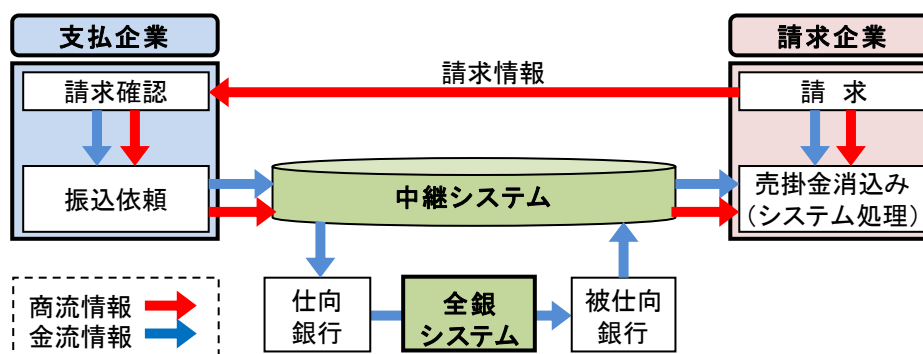 支払企業
請求企業
請求情報
請求確認
請 求
振込依頼
中継システム
売掛金消込み
（システム処理）
商流情報
金流情報
仕向
銀行
全銀
システム
被仕向
銀行